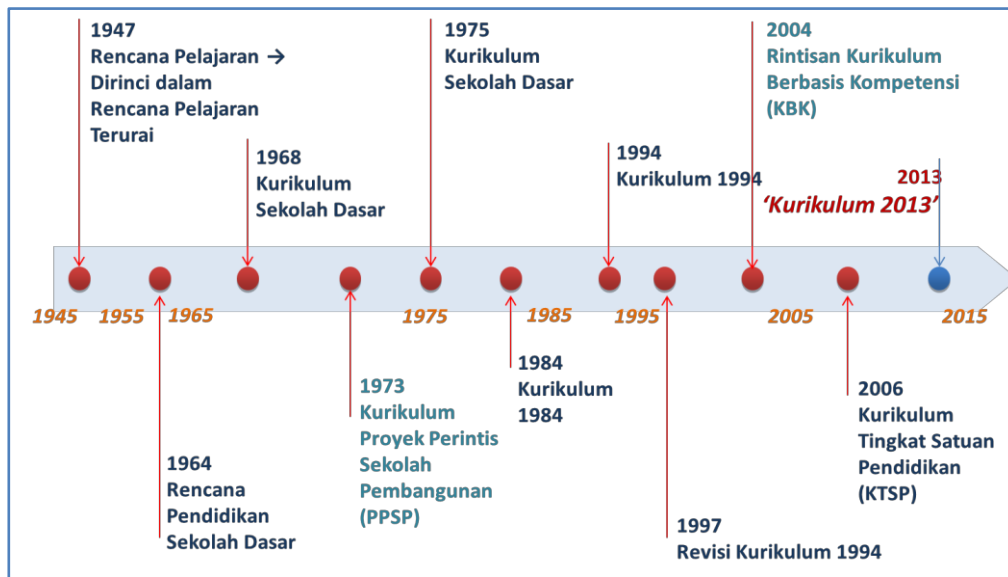 1947
Rencana Pelajaran →
Dirinci dalam
Rencana Pelajaran
Terurai
1968
Kurikulum
Sekolah Dasar
1975
Kurikulum
Sekolah Dasar
1994
Kurikulum 1994
2004
Rintisan Kurikulum
Berbasis Kompetensi
(KBK)
2013
‘Kurikulum 2013’
1945
1955
1965
1975
1985
1995
2005
2015
1964
Rencana
Pendidikan
Sekolah Dasar
1973
Kurikulum
Proyek Perintis
Sekolah
Pembangunan
(PPSP)
1984
Kurikulum
1984
1997
Revisi Kurikulum 1994
2006
Kurikulum
Tingkat Satuan
Pendidikan
(KTSP)